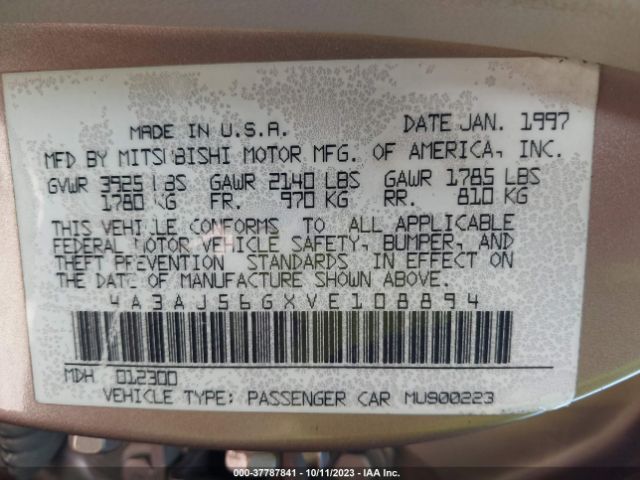 MADE IN U.S.A. DATE JAN. 1997
MFD BY MITSUBISHI MOTOR MFG. OF AMERICA, INC.
GVWR 3925 LBS GAWR 2140 LBS GAWR 1785 LBS
1780 KG FR. 970 KG RR. 810 KG
THIS VEHICLE CONFORMS TO ALL APPLICABLE
FEDERAL MOTOR VEHICLE SAFETY, BUMPER, AND
THEFT PREVENTION STANDARDS IN EFFECT ON
THE DATE OF MANUFACTURE SHOWN ABOVE.
4A3AJ56GXVE108894
MDH 012300
VEHICLE TYPE: PASSENGER CAR MU900223
000-37787841 - 10/11/2023 - IAA Inc.